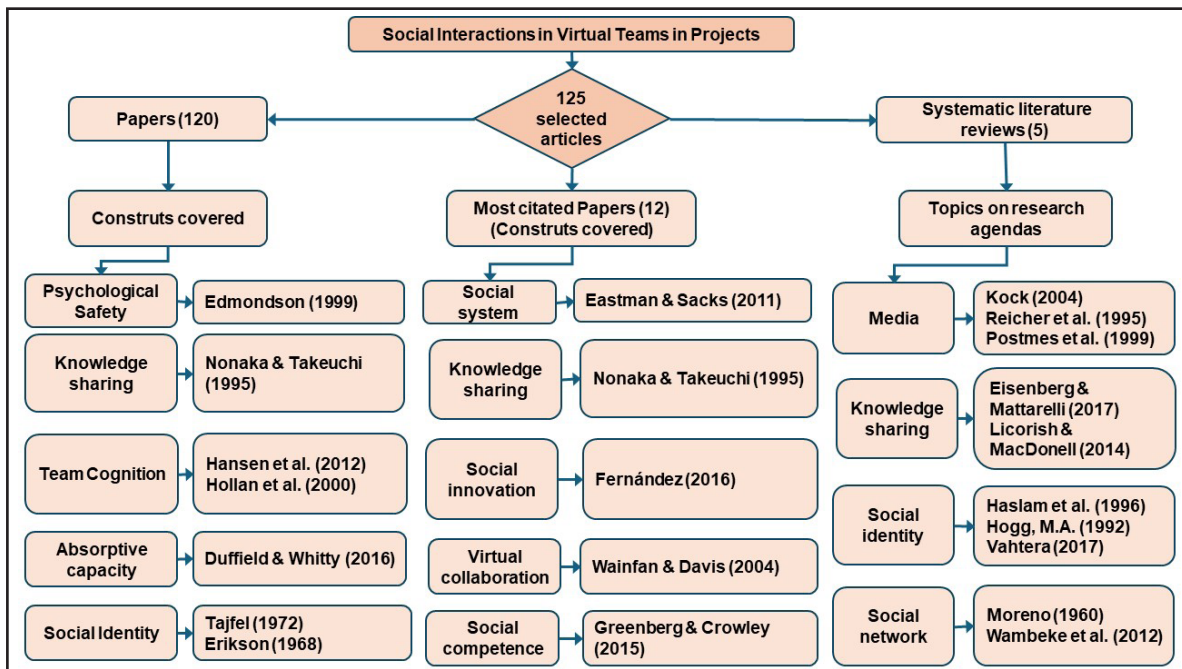 Social Interactions in Virtual Teams in Projects
125
selected
articles
Papers (120)
Systematic literature
reviews (5)
Construts covered
Most citated Papers (12)
(Constructs covered)
Topics on research
agendas
Psychological
Safety
Edmondson (1999)
Knowledge
sharing
Nonaka & Takeuchi
(1995)
Team Cognition
Hansen et al. (2012)
Hollan et al. (2000)
Absorptive
capacity
Duffield & Whitty (2016)
Social Identity
Tajfel (1972)
Erikson (1968)
Social
system
Eastman & Sacks (2011)
Knowledge
sharing
Nonaka & Takeuchi (1995)
Social
innovation
Fernández (2016)
Virtual
collaboration
Wainfan & Davis (2004)
Social
competence
Greenberg & Crowley
(2015)
Media
Kock (2004)
Reicher et al. (1995)
Postmes et al. (1999)
Knowledge
sharing
Eisenberg &
Mattarelli (2017)
Licorish &
MacDonell (2014)
Social
identity
Haslam et al. (1996)
Hogg, M.A. (1992)
Vahtera (2017)
Social
network
Moreno (1960)
Wambeke et al. (2012)